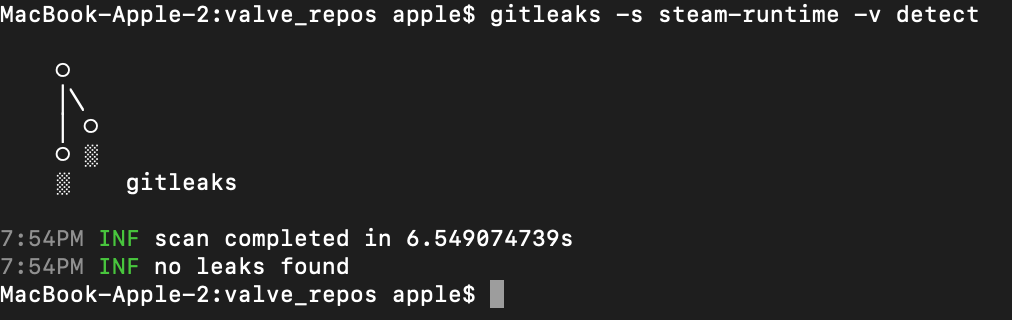 MacBook-Apple-2:valve_repos apple$ gitleaks -s steam-runtime -v detect
○
│╲
│ ○
○ ░
░    gitleaks
7:54PM INF scan completed in 6.549074739s
7:54PM INF no leaks found
MacBook-Apple-2:valve_repos apple$